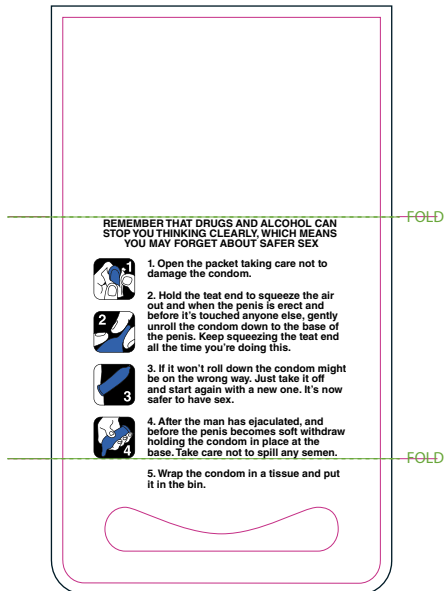 FOLD
REMEMBER THAT DRUGS AND ALCOHOL CAN
STOP YOU THINKING CLEARLY, WHICH MEANS
YOU MAY FORGET ABOUT SAFER SEX
1
1. Open the packet taking care not to
damage the condom.
2
2. Hold the teat end to squeeze the air
out and when the penis is erect and
before it's touched anyone else, gently
unroll the condom down to the base of
the penis. Keep squeezing the teat end
all the time you're doing this.
3
3. If it won't roll down the condom might
be on the wrong way. Just take it off
and start again with a new one. It's now
safer to have sex.
4
4. After the man has ejaculated, and
before the penis becomes soft withdraw
holding the condom in place at the
base. Take care not to spill any semen.
FOLD
5. Wrap the condom in a tissue and put
it in the bin.